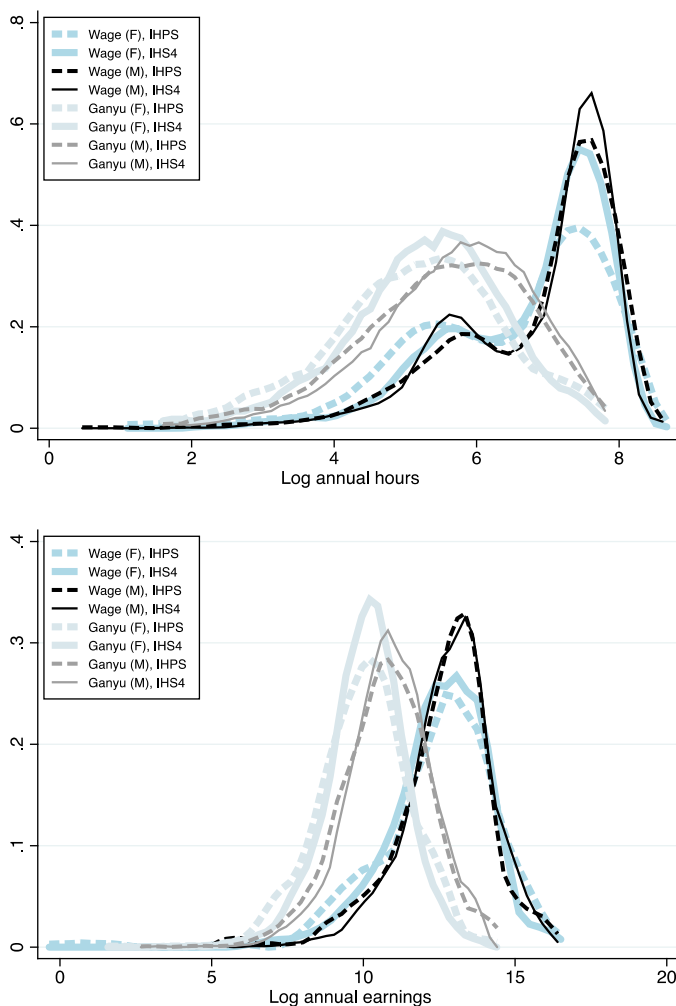 .8
.6
.4
.2
0
Wage (F), IHPS
Wage (F), IHS4
Wage (M), IHPS
Wage (M), IHS4
Ganyu (F), IHPS
Ganyu (F), IHS4
Ganyu (M), IHPS
Ganyu (M), IHS4
0 2 4 6 8
Log annual hours
.4
.3
.2
.1
0
Wage (F), IHPS
Wage (F), IHS4
Wage (M), IHPS
Wage (M), IHS4
Ganyu (F), IHPS
Ganyu (F), IHS4
Ganyu (M), IHPS
Ganyu (M), IHS4
0 5 10 15 20
Log annual earnings